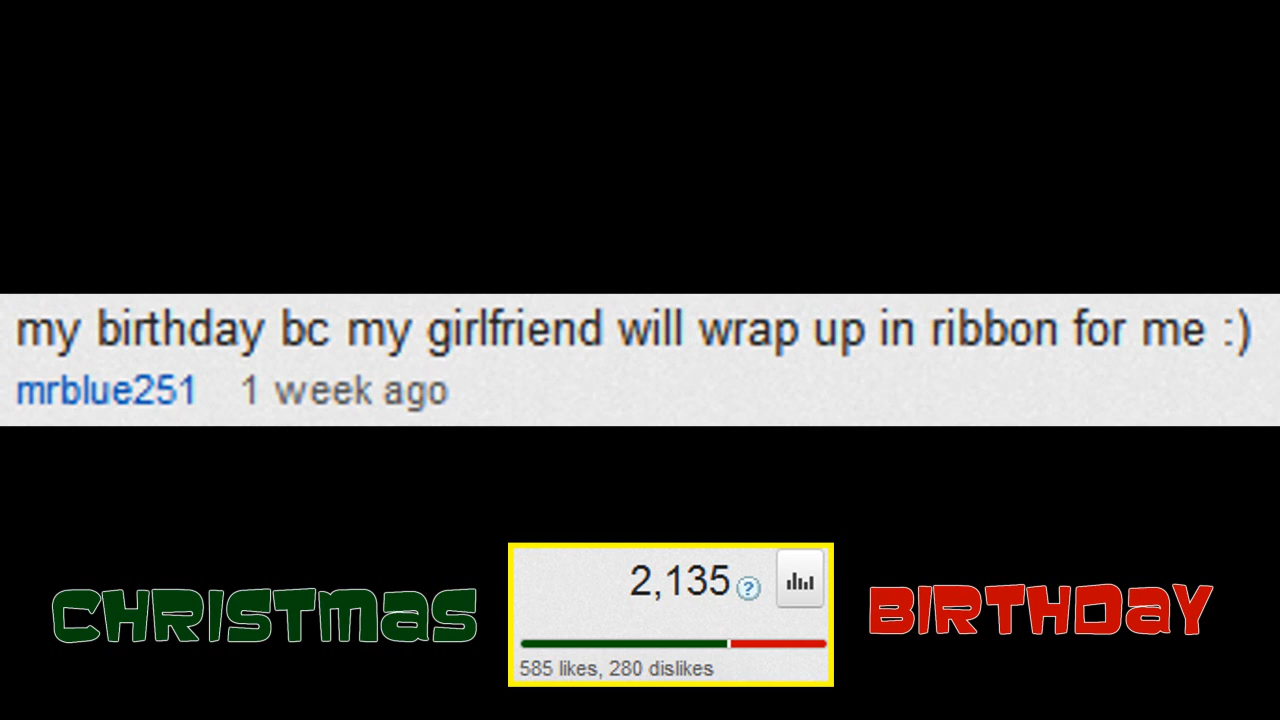 my birthday bc my girlfriend will wrap up in ribbon for me :)
mrblue251 1 week ago
2,135 ?
CHRISTmas
BIRTHDaY
585 likes, 280 dislikes